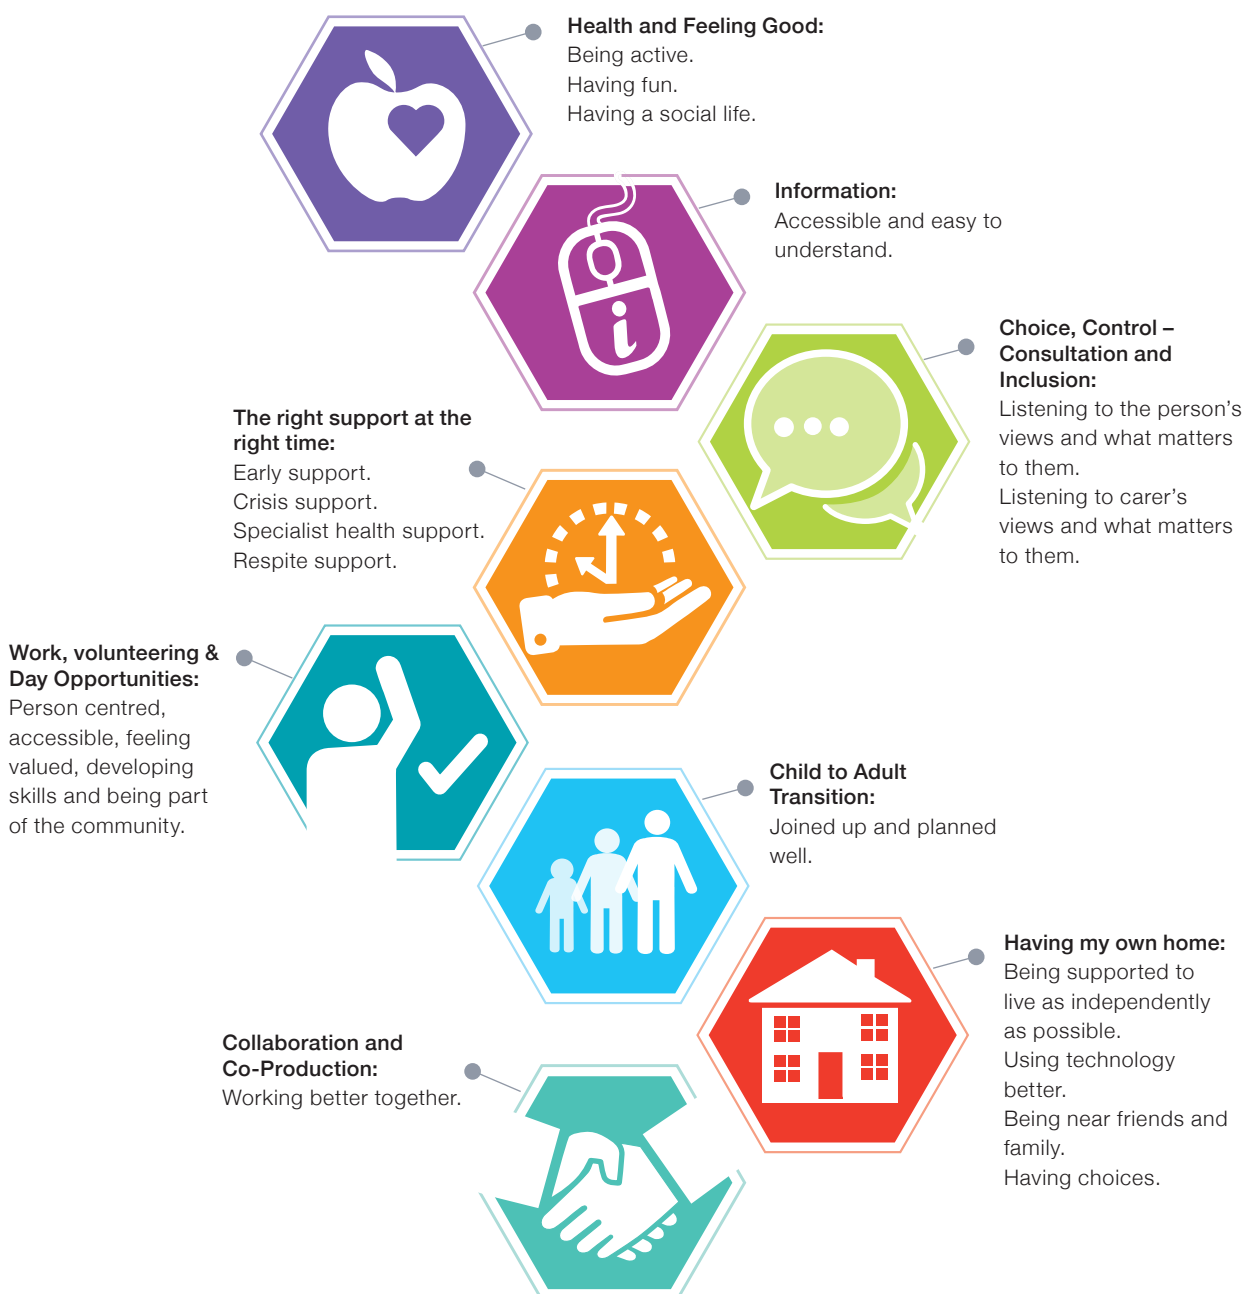 Health and Feeling Good:
Being active.
Having fun.
Having a social life.
Information:
Accessible and easy to
understand.
Choice, Control –
Consultation and
Inclusion:
Listening to the person’s
views and what matters
to them.
Listening to carer’s
views and what matters
to them.
The right support at the
right time:
Early support.
Crisis support.
Specialist health support.
Respite support.
Work, volunteering &
Day Opportunities:
Person centred,
accessible, feeling
valued, developing
skills and being part
of the community.
Child to Adult
Transition:
Joined up and planned
well.
Having my own home:
Being supported to
live as independently
as possible.
Using technology
better.
Being near friends and
family.
Having choices.
Collaboration and
Co-Production:
Working better together.